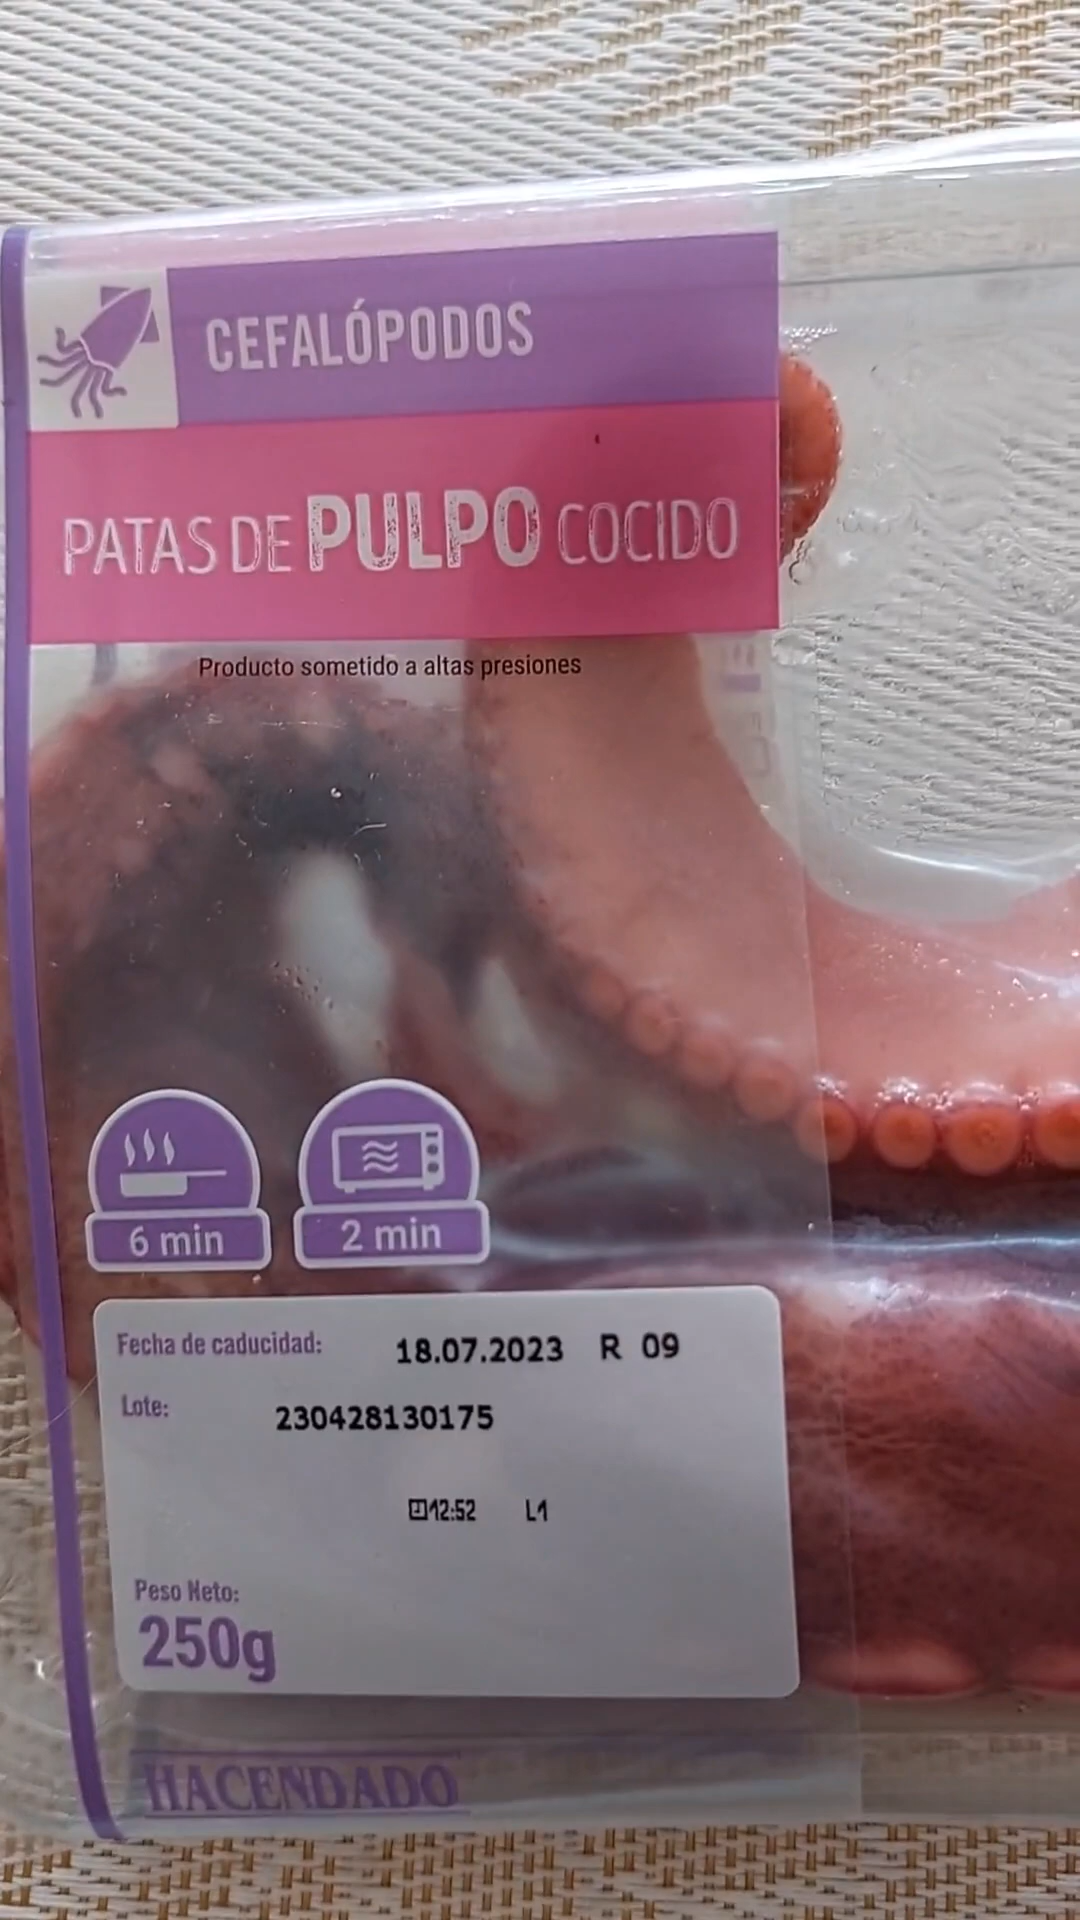 CEFALÓPODOS
PATAS DE PULPO COCIDO
Producto sometido a altas presiones
6 min
2 min
Fecha de caducidad: 18.07.2023 R 09
Lote: 230428130175
12:52 L1
Peso Neto:
250g
HACENDADO